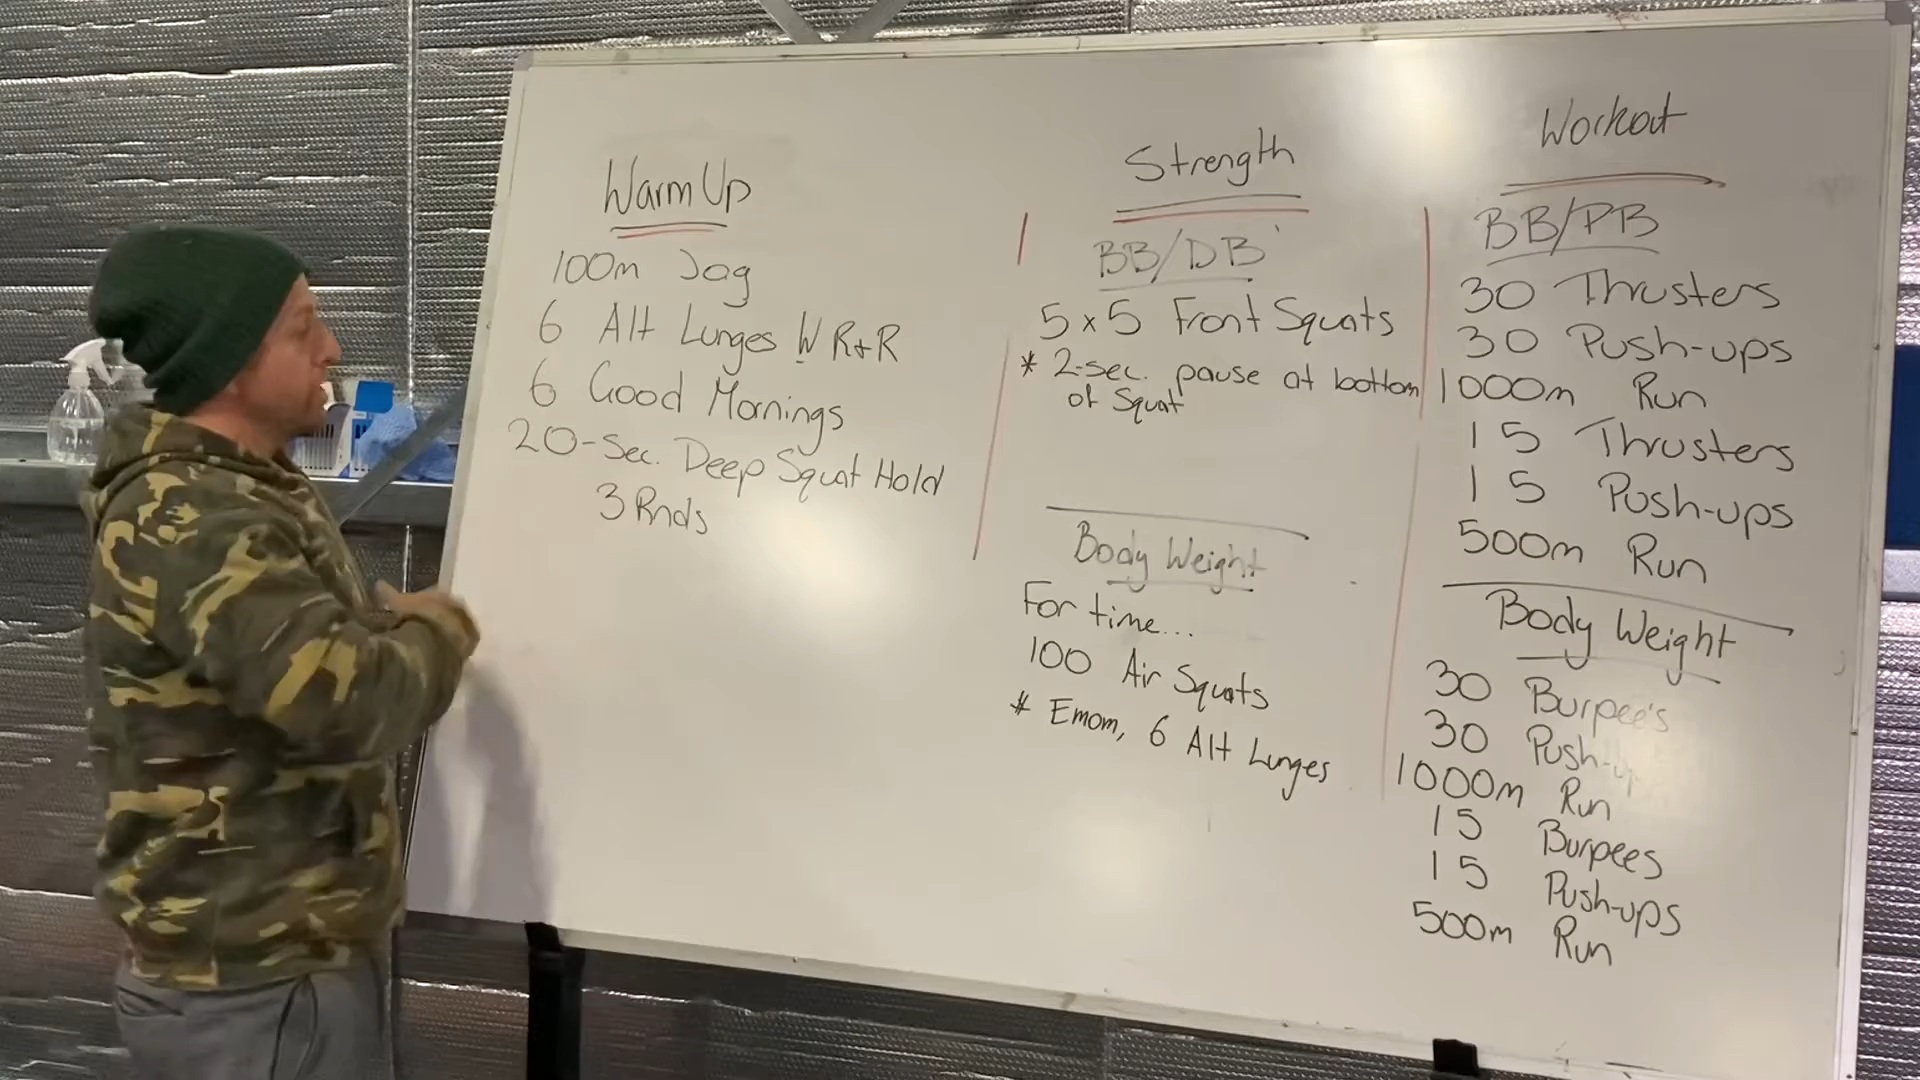 Warm Up
100m Jog
6 Alt Lunges W R+R
6 Good Mornings
20-Sec. Deep Squat Hold
3 Rnds
Strength
BB/DB
5x5 Front Squats
* 2-sec. pause at bottom
of Squat
Body Weight
For time...
100 Air Squats
* Emom, 6 Alt Lunges
Workout
BB/PB
30 Thrusters
30 Push-ups
1000m Run
15 Thrusters
15 Push-ups
500m Run
Body Weight
30 Burpee's
30 Push-up
1000m Run
15 Burpees
15 Push-ups
500m Run